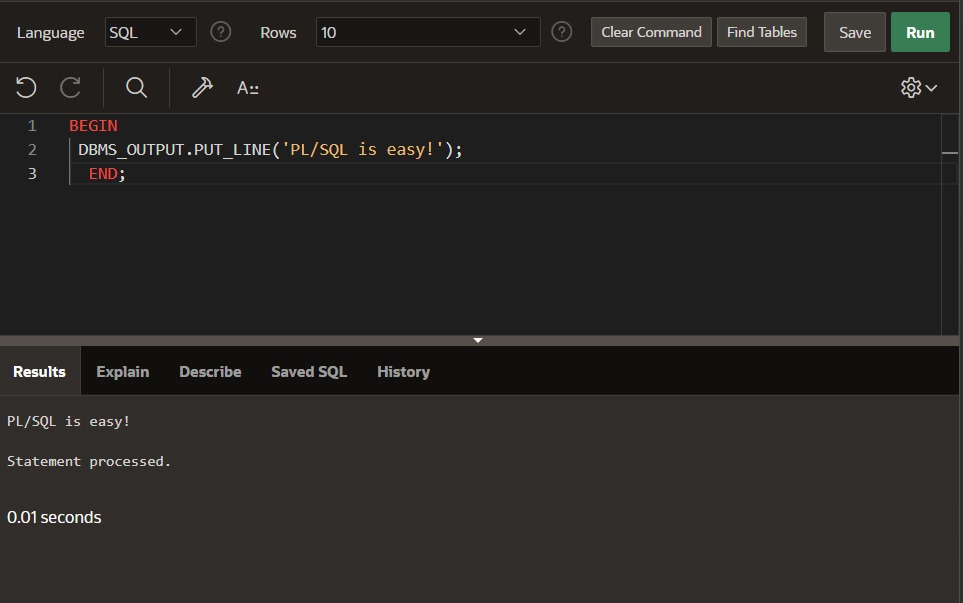 Language SQL ? Rows 10 ? Clear Command Find Tables Save Run
A::
1 BEGIN
2 DBMS_OUTPUT.PUT_LINE('PL/SQL is easy!');
3 END;
Results Explain Describe Saved SQL History
PL/SQL is easy!
Statement processed.
0.01 seconds